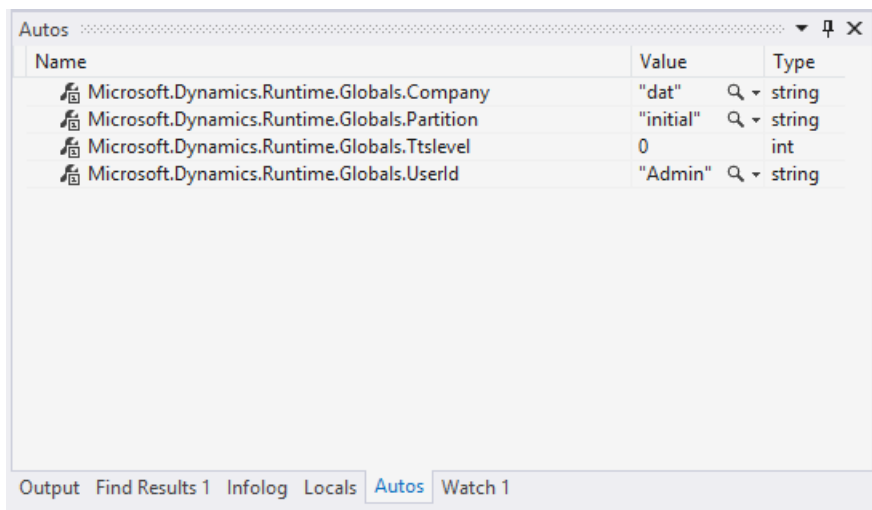 Autos
Name Value Type
Microsoft.Dynamics.Runtime.Globals.Company "dat" string
Microsoft.Dynamics.Runtime.Globals.Partition "initial" string
Microsoft.Dynamics.Runtime.Globals.Ttslevel 0 int
Microsoft.Dynamics.Runtime.Globals.UserId "Admin" string
Output Find Results 1 Infolog Locals Autos Watch 1